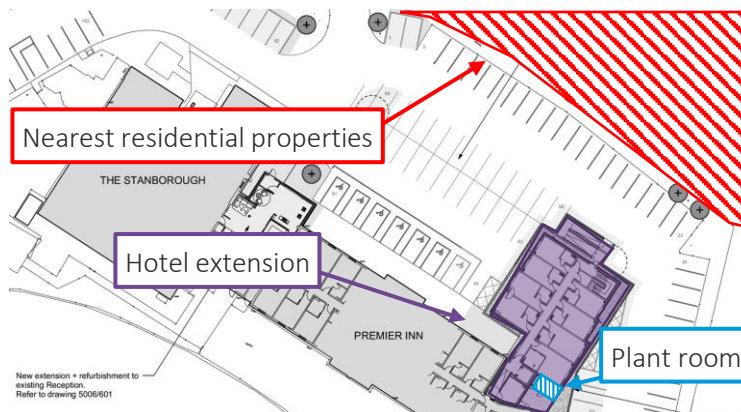 Nearest residential properties
THE STANBOROUGH
Hotel extension
PREMIER INN
Plant room
New extension + refurbishment to
existing Reception.
Refer to drawing 5006/601